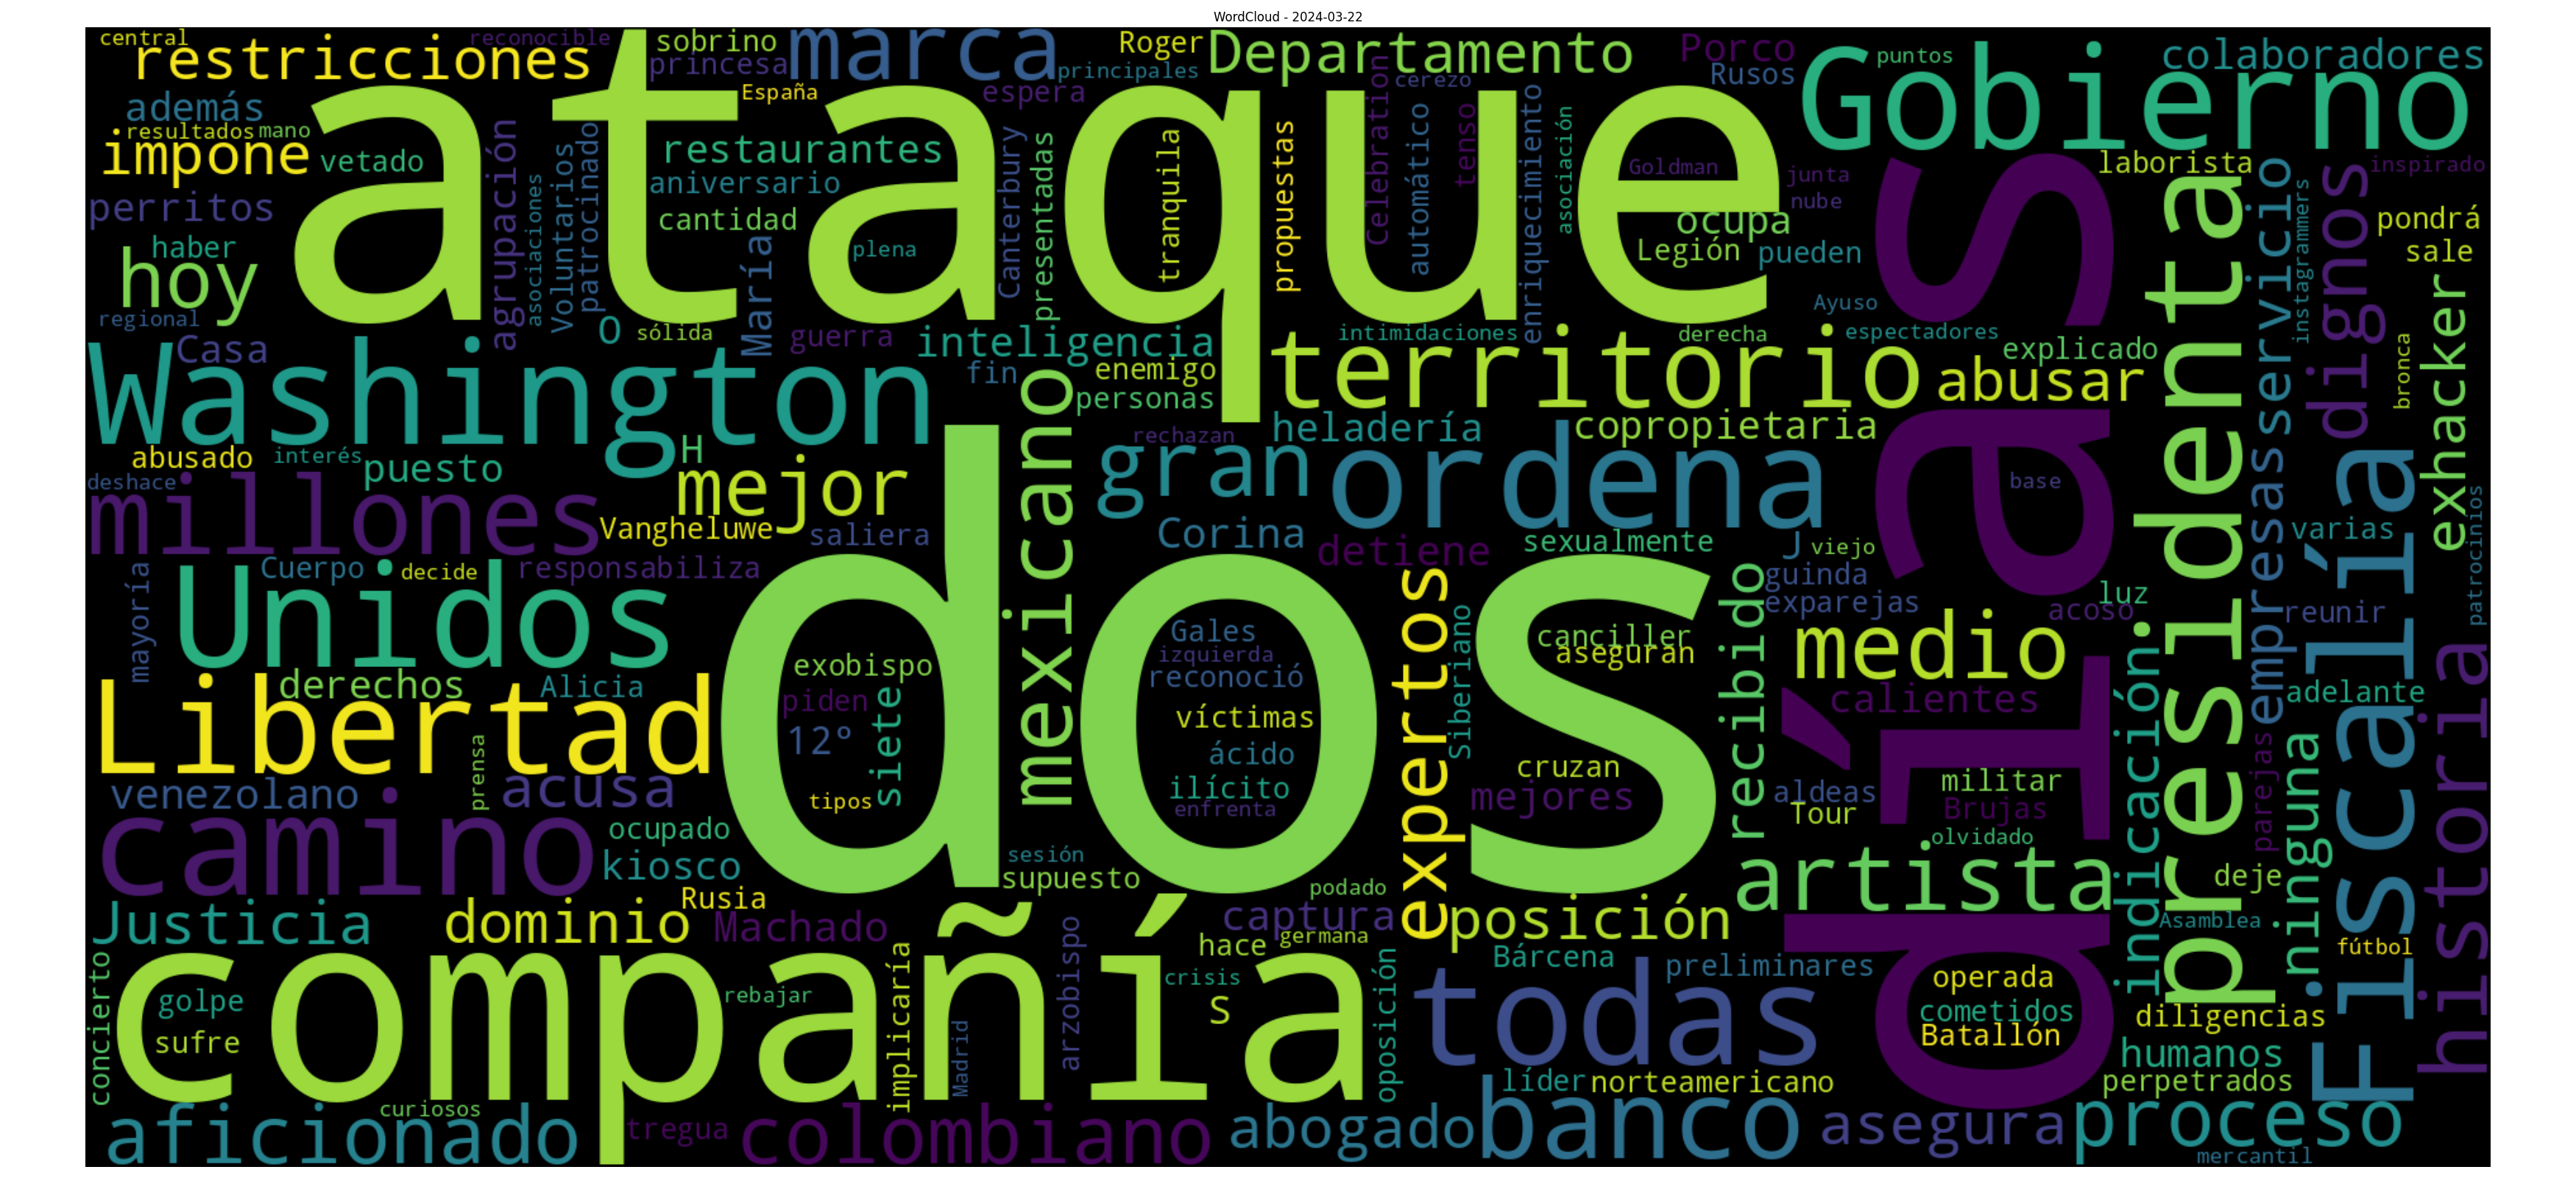 WordCloud - 2024-03-22
central
restricciones
reconocible
sobrino
princesa
marca
Roger
principales
Departamento
Porco
Rusos
puntos
colaboradores
Gobierno
además
España
espera
cerezo
Celebration
ataque
resultados
mano
impone
vetado
agrupación
asociaciones
Voluntarios
patrocinado
restaurantes
aniversario
cantidad
Canterbury
presentadas
tranquila
propuestas
automático
tenso
enriquecimiento
asociación
Goldman
junta
nube
laborista
inspirado
perritos
haber
hoy
María
plena
ocupa
Legión
pueden
servicio
instagrammers
dignos
pondrá
sale
regional
Casa
O
sólida
guerra
inteligencia
intimidaciones
derecha
Ayuso
espectadores
explicado
exhacker
bronca
Washington
fin
enemigo
personas
mexicano
territorio
abusar
presidenta
días
H
rechazan
heladería
copropietaria
abusado
interés
puesto
deshace
mejor
gran
ordena
base
millones
Vangheluwe
saliera
Corina
detiene
sexualmente
J
viejo
varias
empresas
Fiscalía
patrocinios
mayoría
Cuerpo
decide
responsabiliza
guinda
exparejas
acoso
luz
reunir
Unidos
dos
expertos
Siberiano
recibido
Gales
izquierda
reconoció
canciller
aseguran
medio
derechos
Alicia
exobispo
piden
12º
siete
víctimas
ácido
ilícito
enfrenta
calientes
indicación.
adelante
historia
Libertad
prensa
acusa
venezolano
tipos
cruzan
mejores
aldeas
Tour
militar
Brujas
parejas
ninguna
camino
ocupado
kiosco
sesión
supuesto
podado
olvidado
artista
deje
Rusia
Justicia
dominio
Machado
captura
posición
Asamblea
fútbol
concierto
golpe
sufre
compañía
rebajar
implicaría
Madrid
arzobispo
hace
germana
crisis
S
oposición
Bárcena
preliminares
todas
operada
cometidos
Batallón
diligencias
humanos
perpetrados
líder
norteamericano
curiosos
aficionado
tregua
colombiano
abogado
banco
asegura
proceso
mercantil